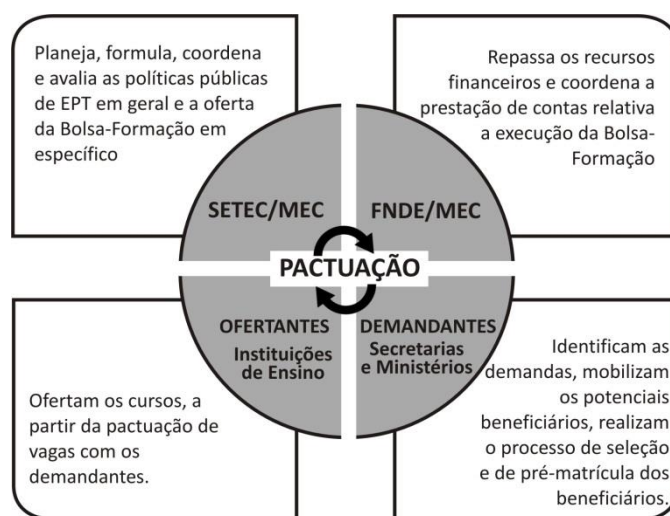 Planeja, formula, coordena
e avalia as políticas públicas
de EPT em geral e a oferta
da Bolsa-Formação em
específico
Repassa os recursos
financeiros e coordena a
prestação de contas relativa
a execução da Bolsa-
Formação
SETEC/MEC
FNDE/MEC
PACTUAÇÃO
OFERTANTES
Instituições
de Ensino
DEMANDANTES
Secretarias
e Ministérios
Ofertam os cursos, a
partir da pactuação de
vagas com os
demandantes.
Identificam as
demandas, mobilizam
os potenciais
beneficiários, realizam
o processo de seleção
e de pré-matrícula dos
beneficiários.